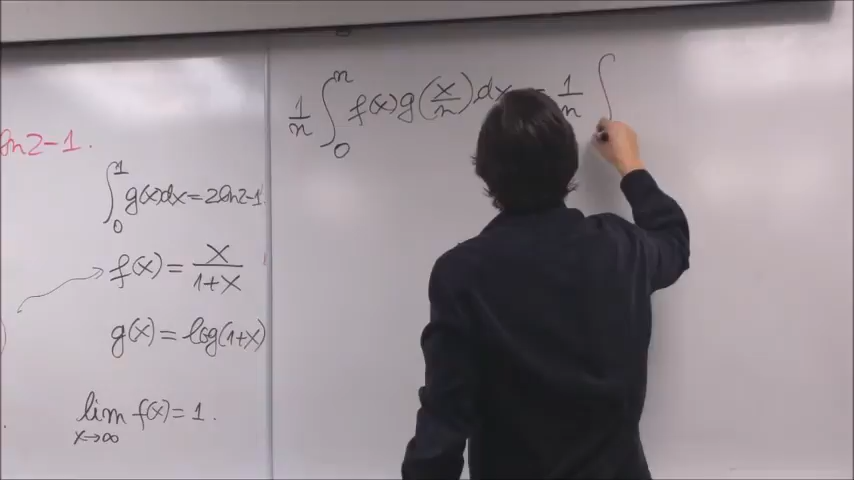 ln2-1.
∫₀¹ g(x)dx = 2ln2-1.
f(x) = x/(1+x)
g(x) = log(1+x)
lim_{x→∞} f(x) = 1.
1/n ∫₀ⁿ f(x)g(x/n)dx = 1/n ∫